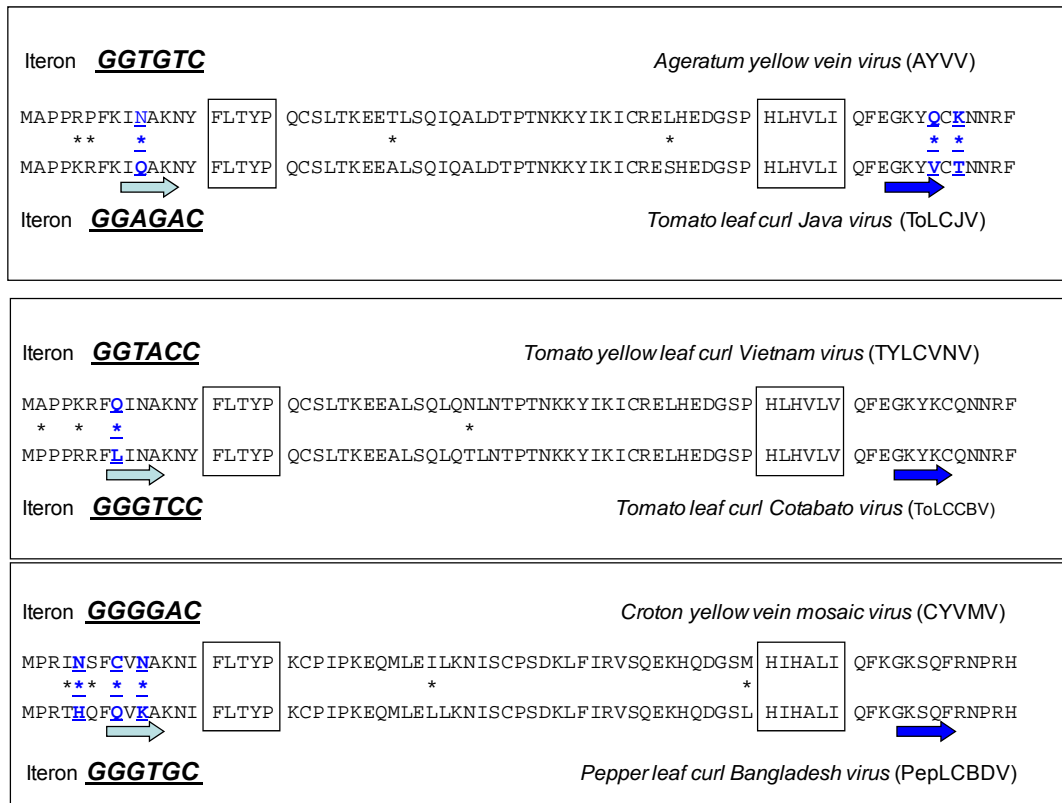 Iteron GGTGTC Ageratum yellow vein virus (AYVV)
MAPPRPFKINAKNY FLTYP QCSLTKEETLSQIQALDTPTNKKYIKICRELHEDGSP HLHVLI QFEGKYQCKNNRF
** * * * * *
MAPPKRFKIQAKNY FLTYP QCSLTKEEALSQIQALDTPTNKKYIKICRESHEDGSP HLHVLI QFEGKYVCTNNRF
Iteron GGAGAC Tomato leaf curl Java virus (ToLCJV)
Iteron GGTACC Tomato yellow leaf curl Vietnam virus (TYLCVNV)
MAPPKRFQINAKNY FLTYP QCSLTKEEALSQLQNLNTPTNKKYIKICRELHEDGSP HLHVLV QFEGKYKCQNNRF
* * * *
MPPPRRFLINAKNY FLTYP QCSLTKEEALSQLQTLNTPTNKKYIKICRELHEDGSP HLHVLV QFEGKYKCQNNRF
Iteron GGGTCC Tomato leaf curl Cotabato virus (ToLCCBV)
Iteron GGGGAC Croton yellow vein mosaic virus (CYVMV)
MPRINSFCVNAKNI FLTYP KCPIPKEQMLEILKNISCPSDKLFIRVSQEKHQDGSM HIHALI QFKGKSQFRNPRH
*** * * * *
MPRTHQFQVKAKNI FLTYP KCPIPKEQMLELLKNISCPSDKLFIRVSQEKHQDGSL HIHALI QFKGKSQFRNPRH
Iteron GGGTGC Pepper leaf curl Bangladesh virus (PepLCBDV)